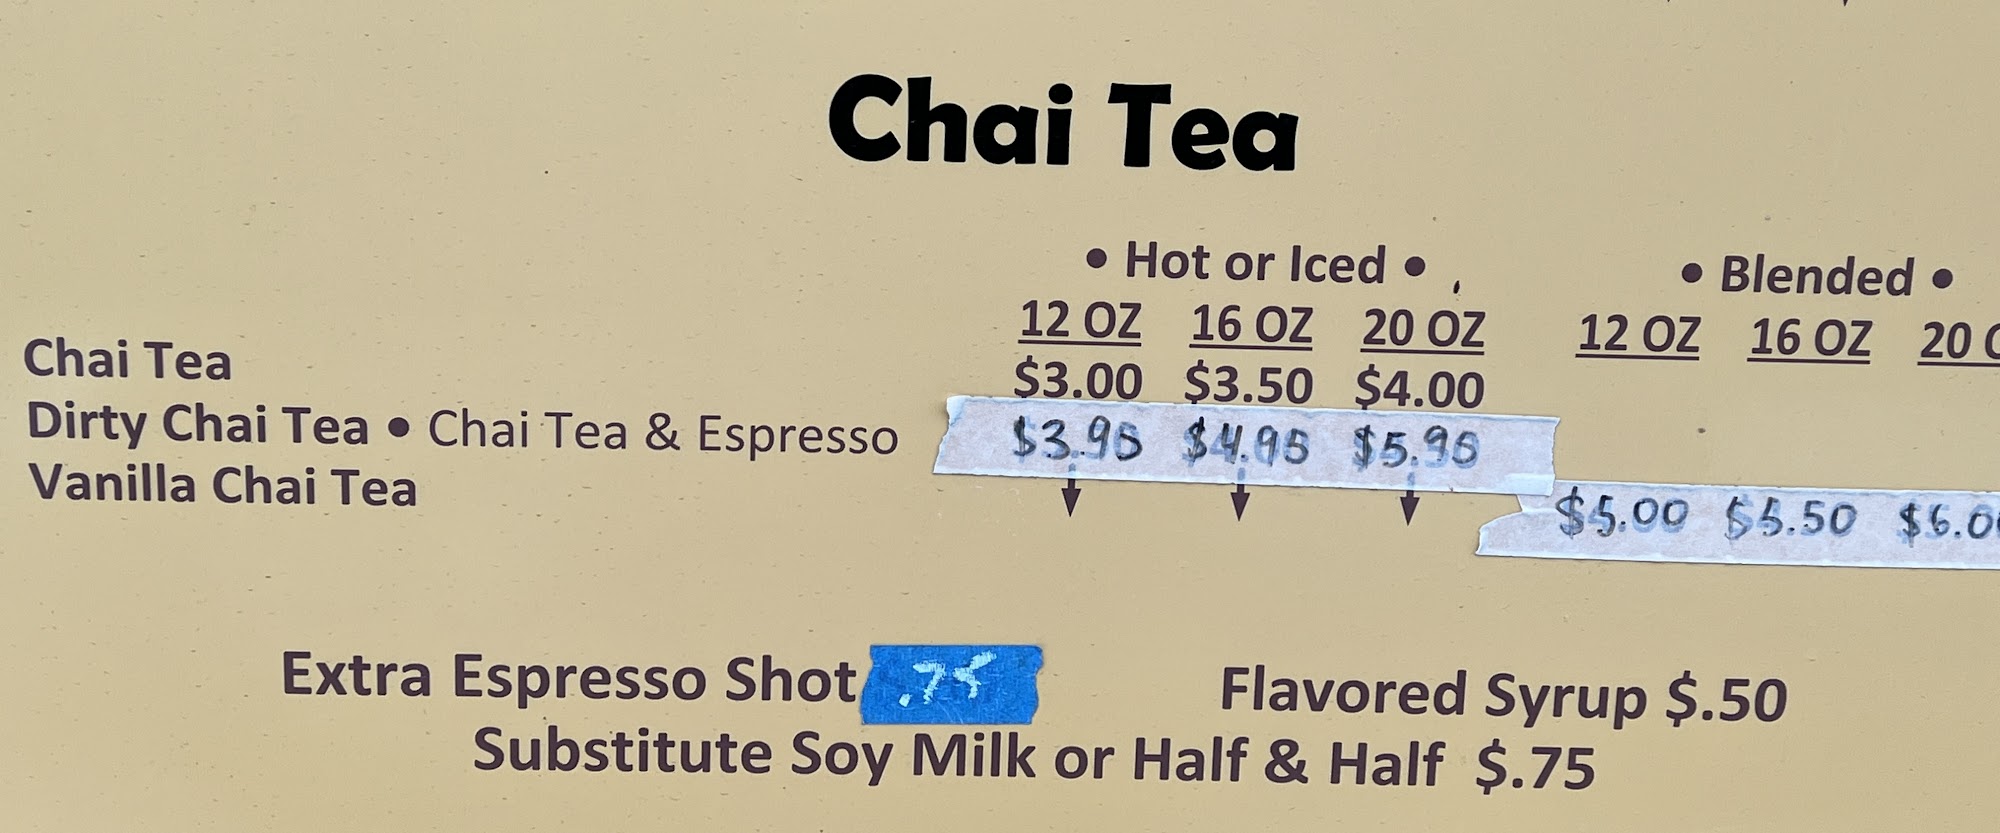 Chai Tea
• Hot or Iced • • Blended •
12 OZ 16 OZ 20 OZ 12 OZ 16 OZ 20
Chai Tea $3.00 $3.50 $4.00
Dirty Chai Tea • Chai Tea & Espresso $3.95 $4.95 $5.95
Vanilla Chai Tea
$5.00 $5.50 $6.0
Extra Espresso Shot .75 Flavored Syrup $.50
Substitute Soy Milk or Half & Half $.75